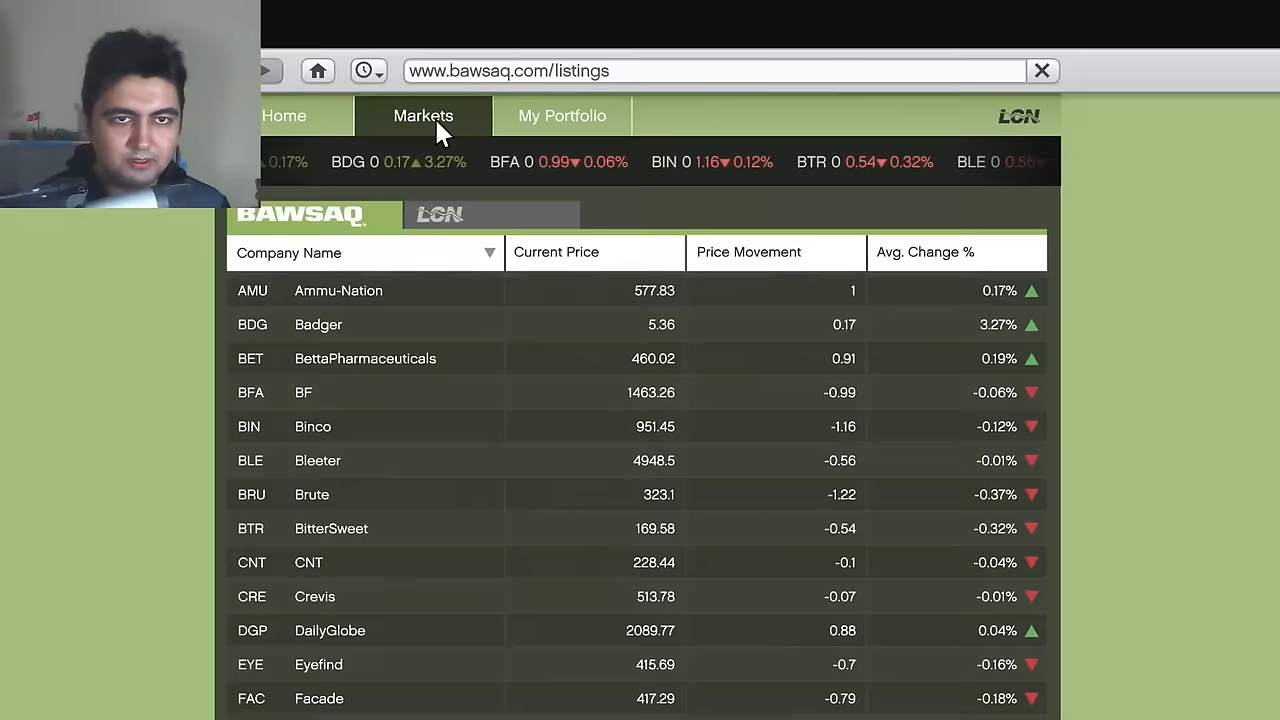 www.bawsaq.com/listings
Home Markets My Portfolio LCN
0.17% BDG 0 0.17 3.27% BFA 0 0.99 0.06% BIN 0 1.16 0.12% BTR 0 0.54 0.32% BLE 0 0.56
BAWSAQ LCN
Company Name Current Price Price Movement Avg. Change %
AMU Ammu-Nation 577.83 1 0.17%
BDG Badger 5.36 0.17 3.27%
BET BettaPharmaceuticals 460.02 0.91 0.19%
BFA BF 1463.26 -0.99 -0.06%
BIN Binco 951.45 -1.16 -0.12%
BLE Bleeter 4948.5 -0.56 -0.01%
BRU Brute 323.1 -1.22 -0.37%
BTR BitterSweet 169.58 -0.54 -0.32%
CNT CNT 228.44 -0.1 -0.04%
CRE Crevis 513.78 -0.07 -0.01%
DGP DailyGlobe 2089.77 0.88 0.04%
EYE Eyefind 415.69 -0.7 -0.16%
FAC Facade 417.29 -0.79 -0.18%